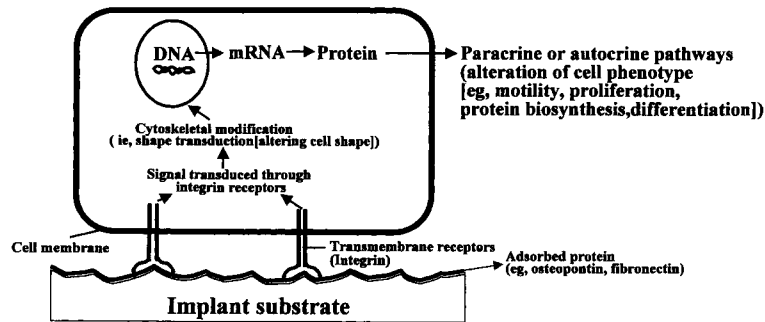 DNA → mRNA → Protein → Paracrine or autocrine pathways
(alteration of cell phenotype
[eg, motility, proliferation,
protein biosynthesis,differentiation])
Cytoskeletal modification
( ie, shape transduction[altering cell shape])
Signal transduced through
integrin receptors
Cell membrane
Transmembrane receptors
(Integrin)
Adsorbed protein
(eg, osteopontin, fibronectin)
Implant substrate